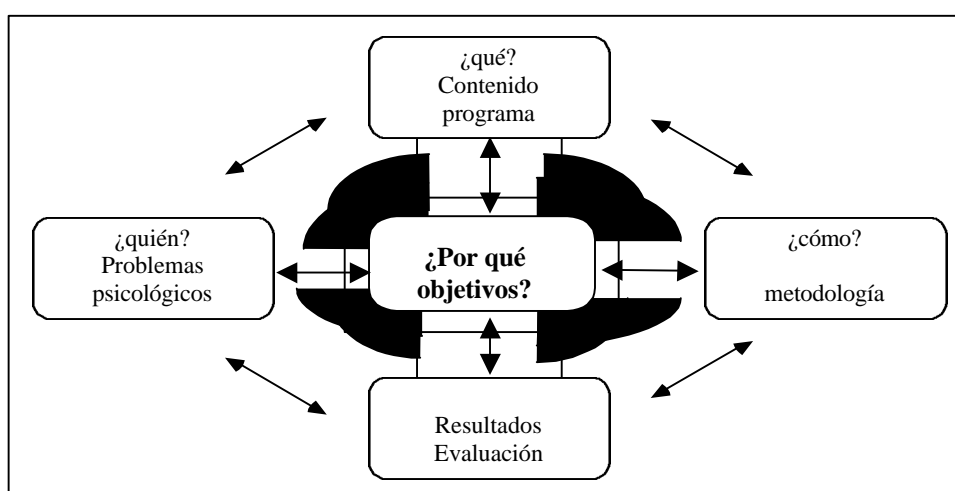 ¿qué?
Contenido
programa
¿quién?
Problemas
psicológicos
¿Por qué
objetivos?
¿cómo?
metodología
Resultados
Evaluación